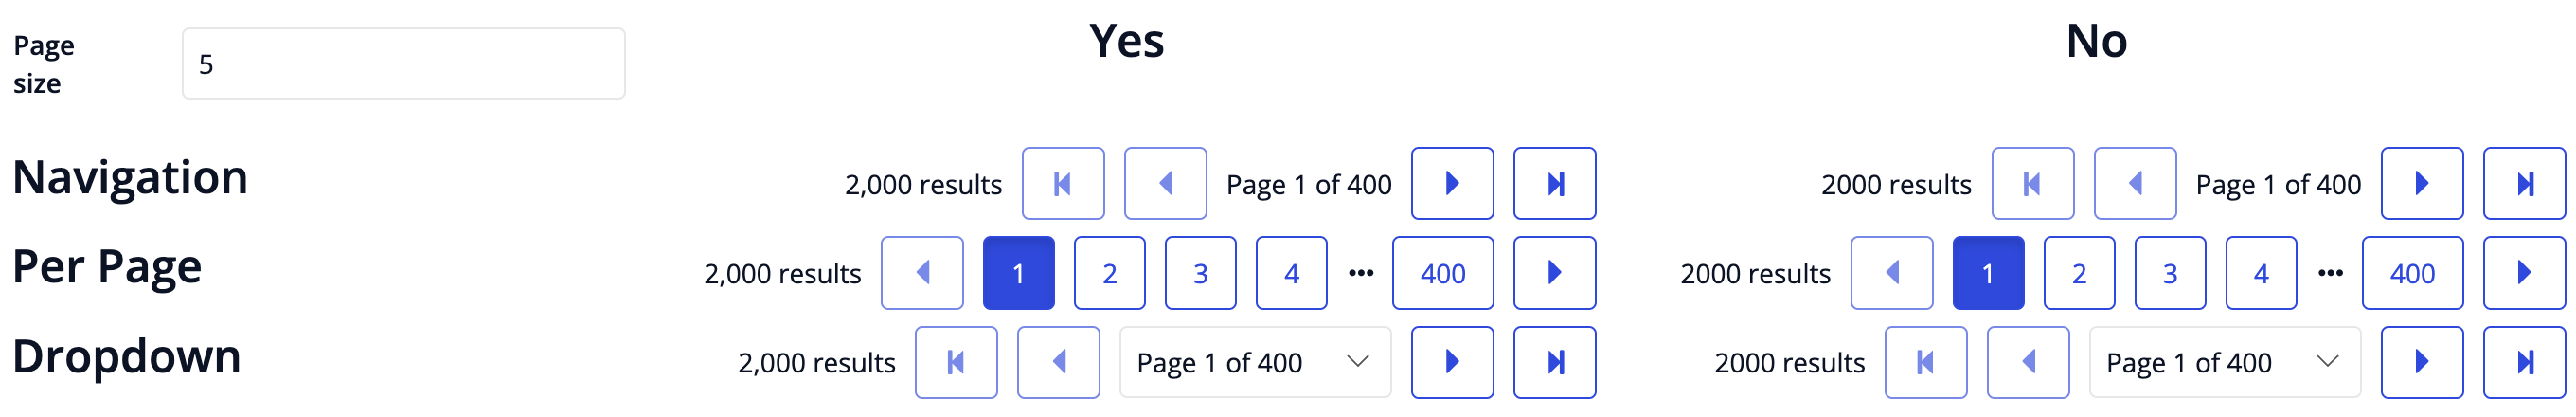 Page size
5
Yes
No
Navigation
2,000 results
Page 1 of 400
2000 results
Page 1 of 400
Per Page
2,000 results
1
2
3
4
•••
400
2000 results
1
2
3
4
•••
400
Dropdown
2,000 results
Page 1 of 400
2000 results
Page 1 of 400